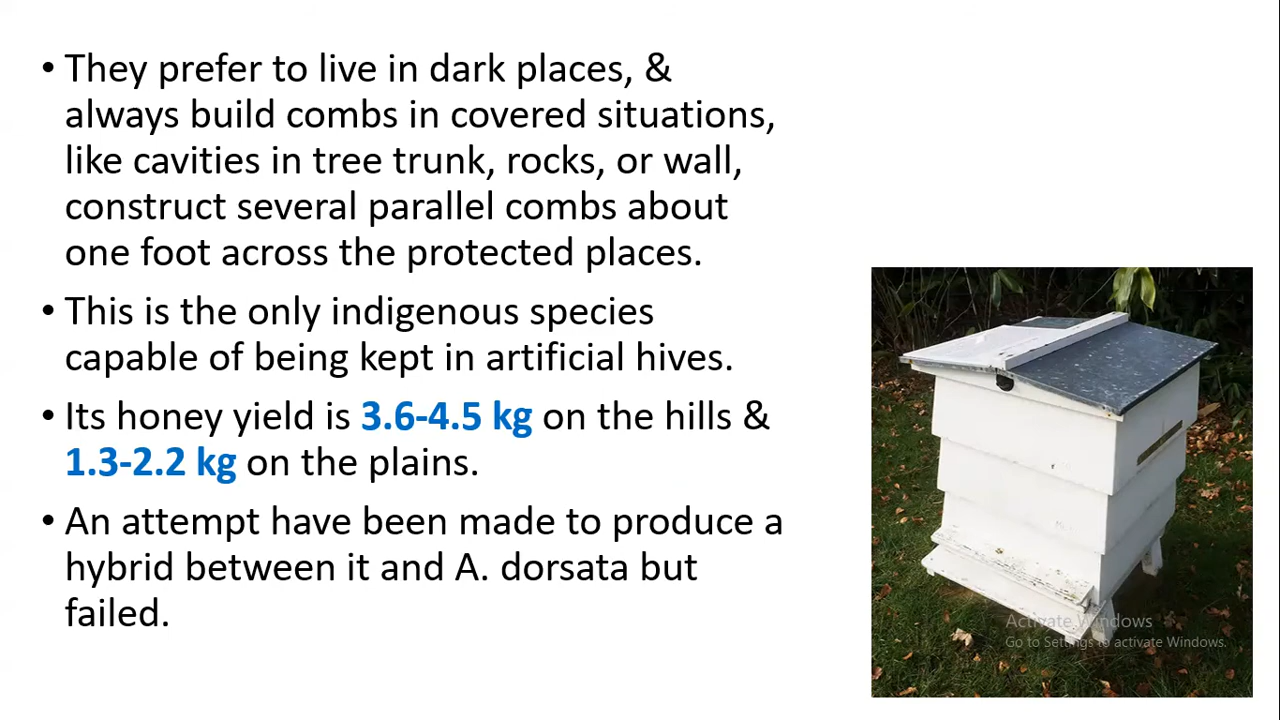 • They prefer to live in dark places, &
always build combs in covered situations,
like cavities in tree trunk, rocks, or wall,
construct several parallel combs about
one foot across the protected places.
• This is the only indigenous species
capable of being kept in artificial hives.
• Its honey yield is 3.6-4.5 kg on the hills &
1.3-2.2 kg on the plains.
• An attempt have been made to produce a
hybrid between it and A. dorsata but
failed.
Activate Windows
Go to Settings to activate Windows.